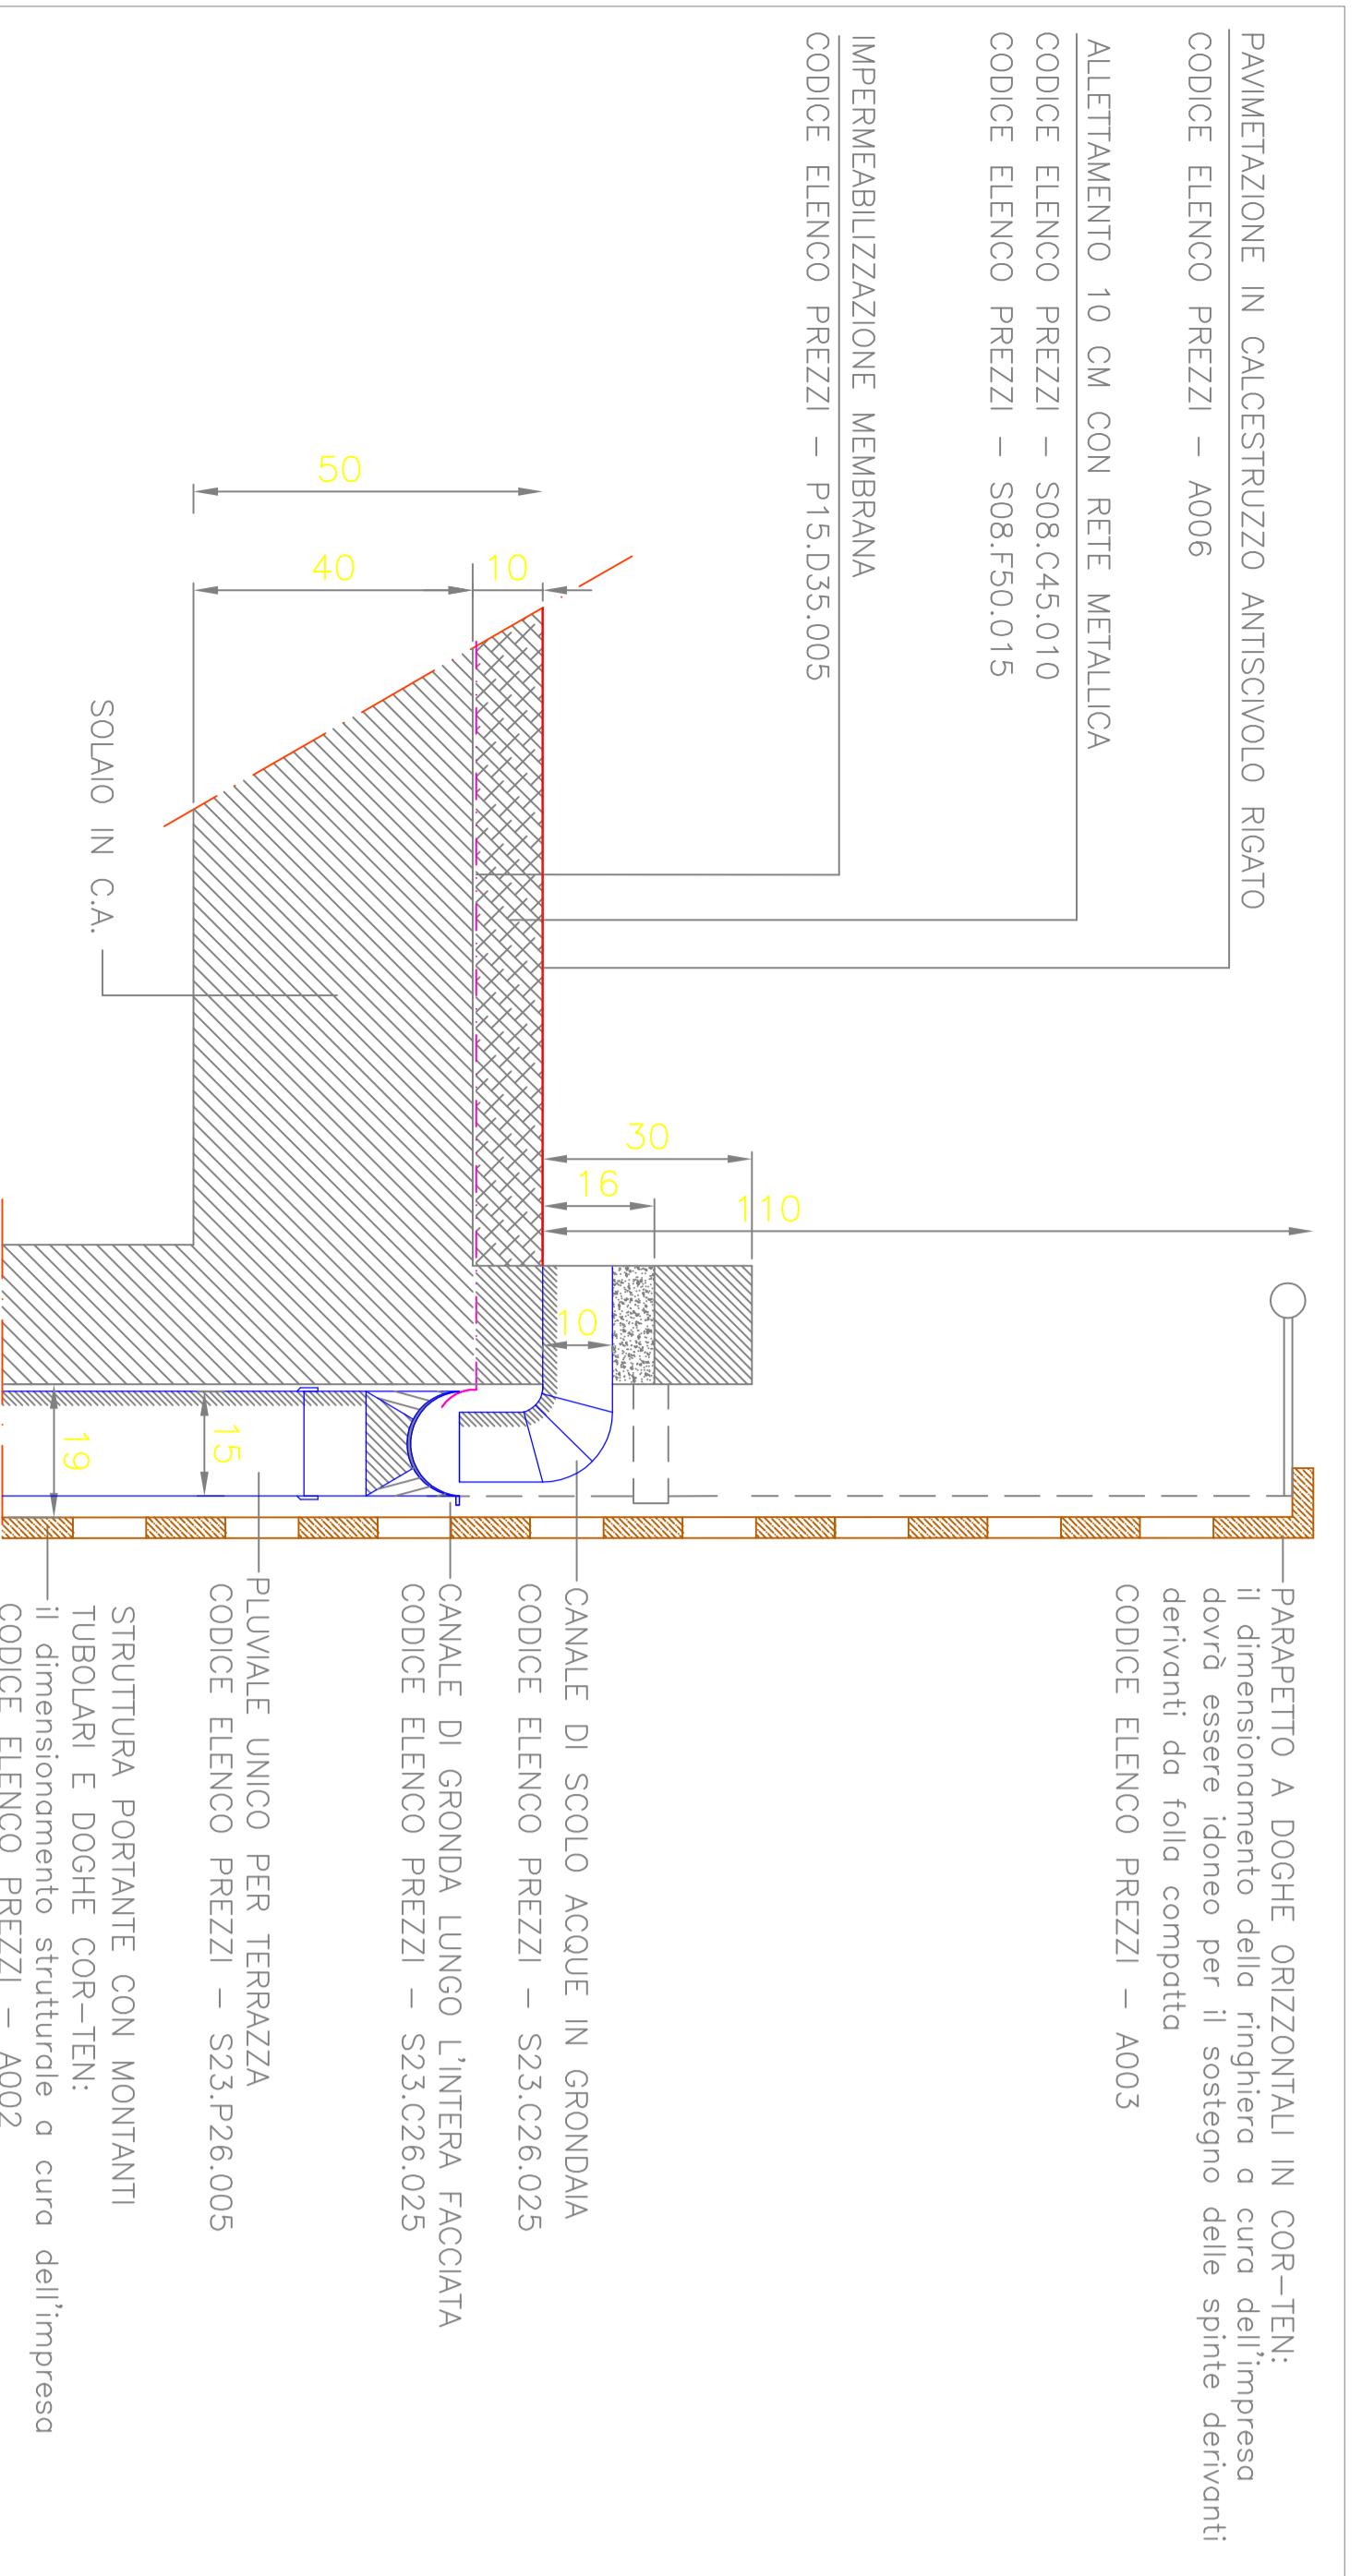 PAVIMETAZIONE IN CALCESTRUZZO ANTISCIVOLO RIGATO
CODICE ELENCO PREZZI - A006
ALLETTAMENTO 10 CM CON RETE METALLICA
CODICE ELENCO PREZZI - S08.C45.010
CODICE ELENCO PREZZI - S08.F50.015
IMPERMEABILIZZAZIONE MEMBRANA
CODICE ELENCO PREZZI - P15.D35.005
50
40
10
SOLAIO IN C.A.
30
16
110
10
15
19
PARAPETTO A DOGHE ORIZZONTALI IN COR-TEN:
il dimensionamento della ringhiera a cura dell'impresa
dovrà essere idoneo per il sostegno delle spinte derivanti
derivanti da folla compatta
CODICE ELENCO PREZZI - A003
CANALE DI SCOLO ACQUE IN GRONDAIA
CODICE ELENCO PREZZI - S23.C26.025
CANALE DI GRONDA LUNGO L'INTERA FACCIATA
CODICE ELENCO PREZZI - S23.C26.025
PLUVIALE UNICO PER TERRAZZA
CODICE ELENCO PREZZI - S23.P26.005
STRUTTURA PORTANTE CON MONTANTI
TUBOLARI E DOGHE COR-TEN:
il dimensionamento strutturale a cura dell'impresa
CODICE ELENCO PREZZI - A002